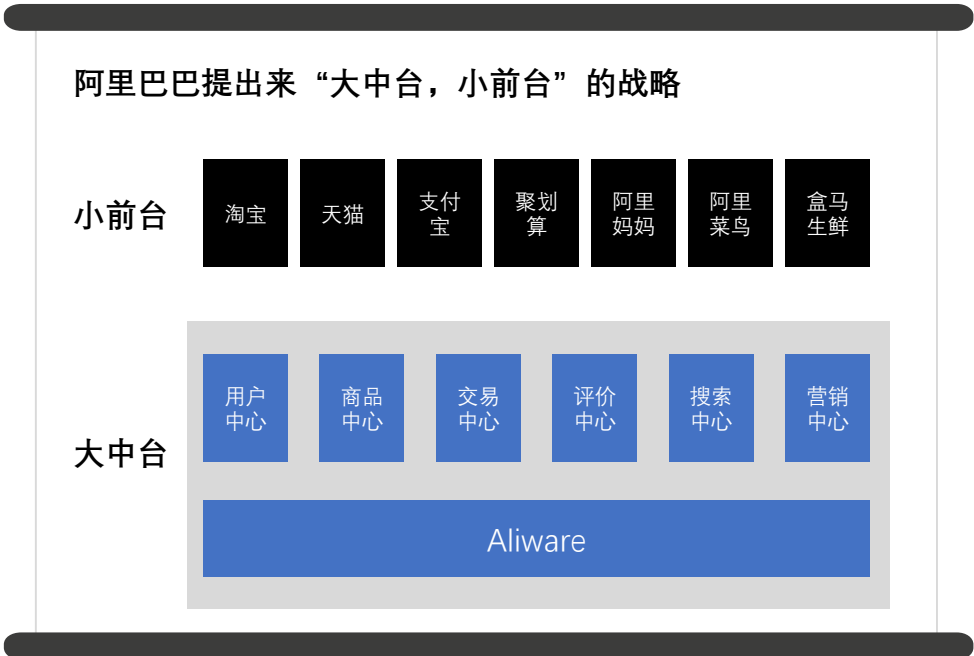 阿里巴巴提出来“大中台，小前台”的战略
小前台
淘宝
天猫
支付
宝
聚划
算
阿里
妈妈
阿里
菜鸟
盒马
生鲜
大中台
用户
中心
商品
中心
交易
中心
评价
中心
搜索
中心
营销
中心
Aliware